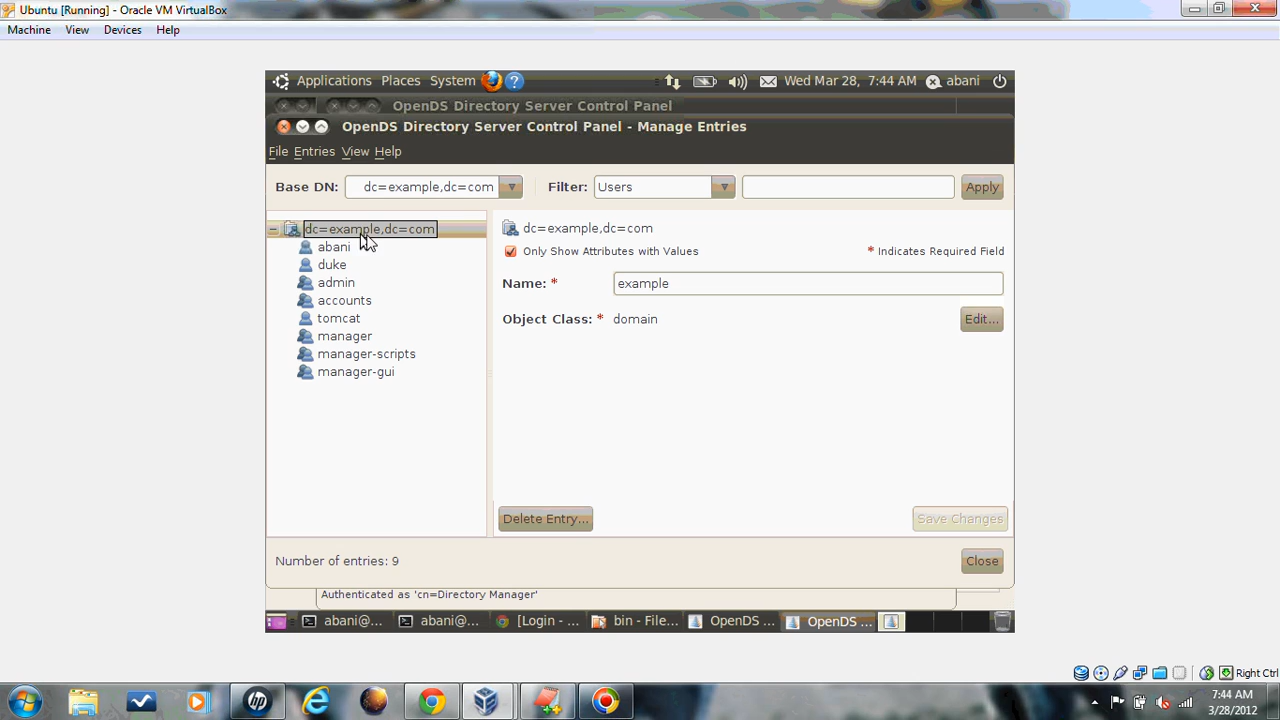 Ubuntu [Running] - Oracle VM VirtualBox
Machine View Devices Help
Applications Places System Wed Mar 28, 7:44 AM abani
OpenDS Directory Server Control Panel
OpenDS Directory Server Control Panel - Manage Entries
File Entries View Help
Base DN: dc=example,dc=com Filter: Users Apply
dc=example,dc=com
abani
duke
admin
accounts
tomcat
manager
manager-scripts
manager-gui
dc=example,dc=com
Only Show Attributes with Values * Indicates Required Field
Name: * example
Object Class: * domain Edit...
Delete Entry... Save Changes
Number of entries: 9 Close
Authenticated as 'cn=Directory Manager'
abani@... abani@... [Login - ... bin - File... OpenDS ... OpenDS ...
Right Ctrl
7:44 AM
3/28/2012